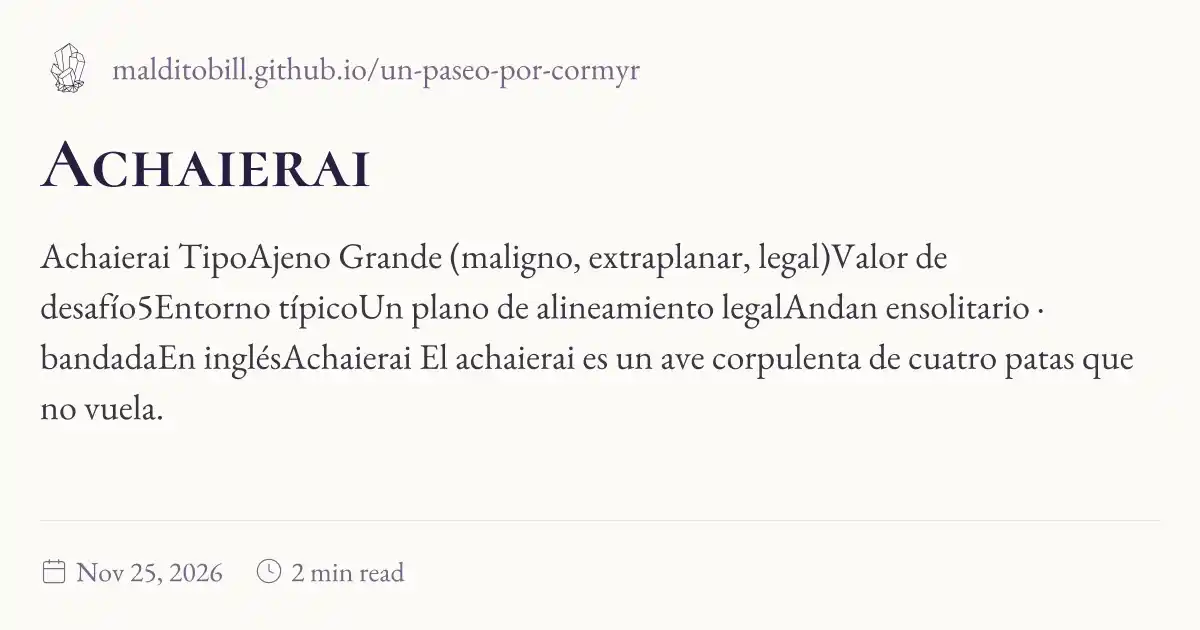 malditobill.github.io/un-paseo-por-cormyr
Achaierai
Achaierai TipoAjeno Grande (maligno, extraplanar, legal)Valor de
desafío5Entorno típicoUn plano de alineamiento legalAndan ensolitario ·
bandadaEn inglésAchaierai El achaierai es un ave corpulenta de cuatro patas que
no vuela.
Nov 25, 2026 2 min read